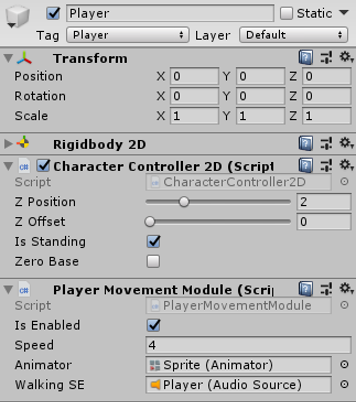 Player Static
Tag Player Layer Default
Transform
Position X 0 Y 0 Z 0
Rotation X 0 Y 0 Z 0
Scale X 1 Y 1 Z 1
Rigidbody 2D
Character Controller 2D (Script
Script CharacterController2D
Z Position 2
Z Offset 0
Is Standing
Zero Base
Player Movement Module (Scrip
Script PlayerMovementModule
Is Enabled
Speed 4
Animator Sprite (Animator)
Walking SE Player (Audio Source)